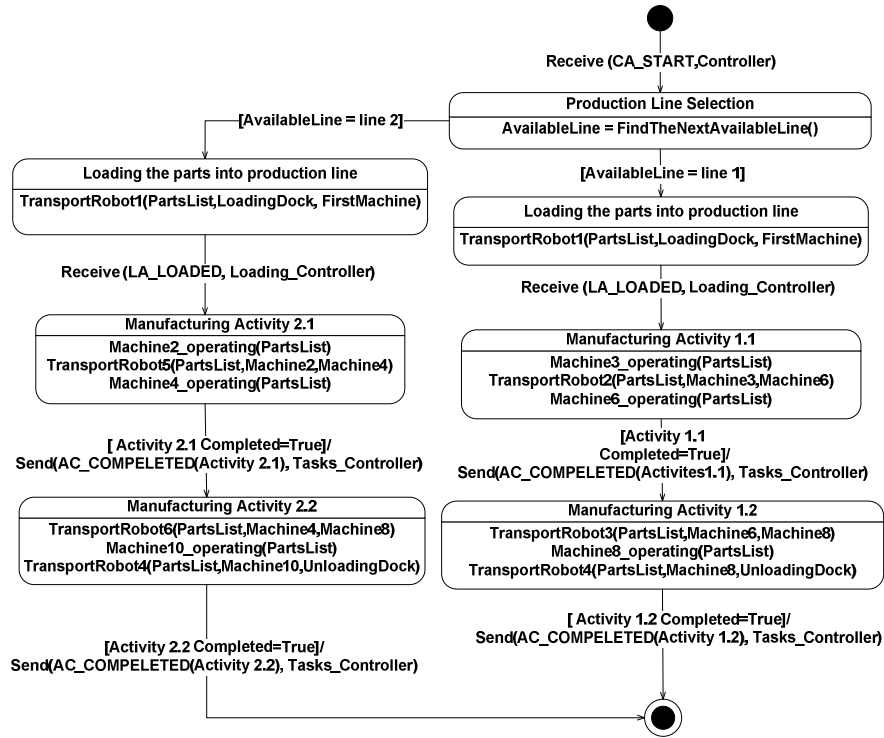 Receive (CA_START,Controller)
Production Line Selection
AvailableLine = FindTheNextAvailableLine()
[AvailableLine = line 2]
[AvailableLine = line 1]
Loading the parts into production line
TransportRobot1(PartsList,LoadingDock, FirstMachine)
Receive (LA_LOADED, Loading_Controller)
Manufacturing Activity 2.1
Machine2_operating(PartsList)
TransportRobot5(PartsList,Machine2,Machine4)
Machine4_operating(PartsList)
[ Activity 2.1 Completed=True]/
Send(AC_COMPELETED(Activity 2.1), Tasks_Controller)
Manufacturing Activity 2.2
TransportRobot6(PartsList,Machine4,Machine8)
Machine10_operating(PartsList)
TransportRobot4(PartsList,Machine10,UnloadingDock)
[Activity 2.2 Completed=True]/
Send(AC_COMPELETED(Activity 2.2), Tasks_Controller)
Loading the parts into production line
TransportRobot1(PartsList,LoadingDock, FirstMachine)
Receive (LA_LOADED, Loading_Controller)
Manufacturing Activity 1.1
Machine3_operating(PartsList)
TransportRobot2(PartsList,Machine3,Machine6)
Machine6_operating(PartsList)
[Activity 1.1
Completed=True]/
Send(AC_COMPELETED(Activites1.1), Tasks_Controller)
Manufacturing Activity 1.2
TransportRobot3(PartsList,Machine6,Machine8)
Machine8_operating(PartsList)
TransportRobot4(PartsList,Machine8,UnloadingDock)
[ Activity 1.2 Completed=True]/
Send(AC_COMPELETED(Activity 1.2), Tasks_Controller)